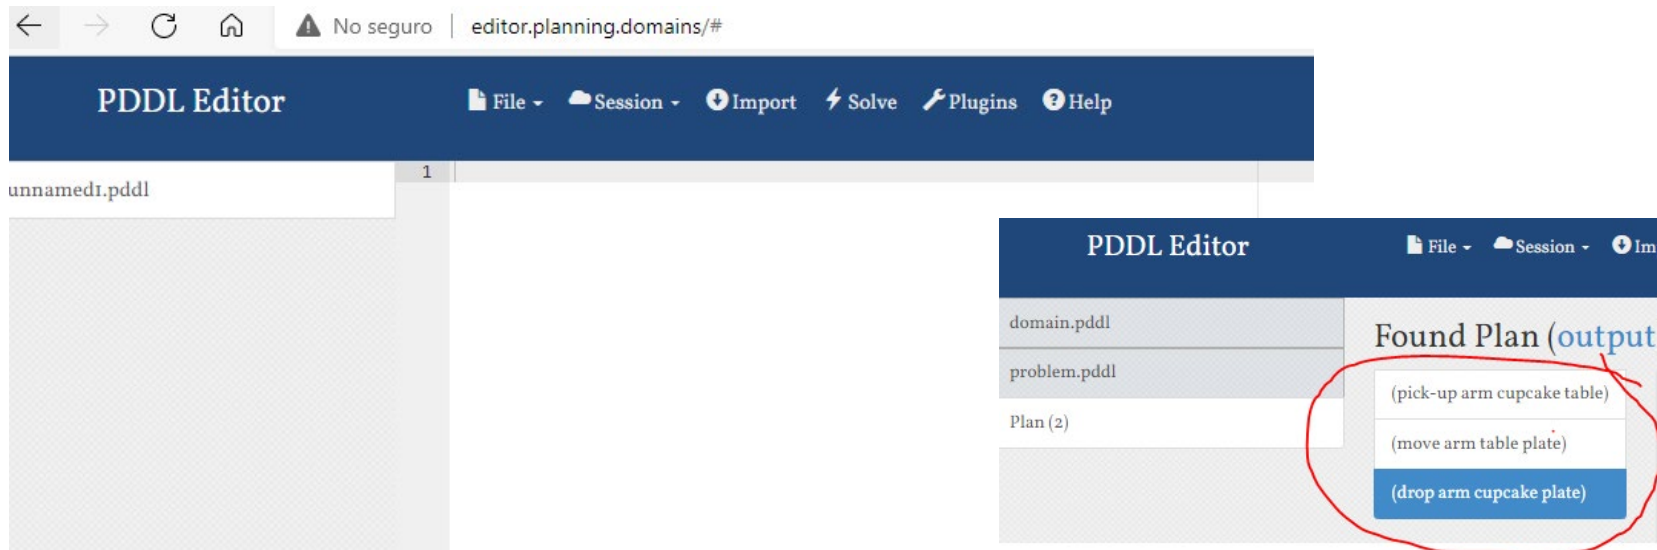 No seguro editor.planning.domains/#
PDDL Editor File Session Import Solve Plugins Help
unnamed1.pddl
1
PDDL Editor File Session Im
domain.pddl
problem.pddl
Plan (2)
Found Plan (output
(pick-up arm cupcake table)
(move arm table plate)
(drop arm cupcake plate)